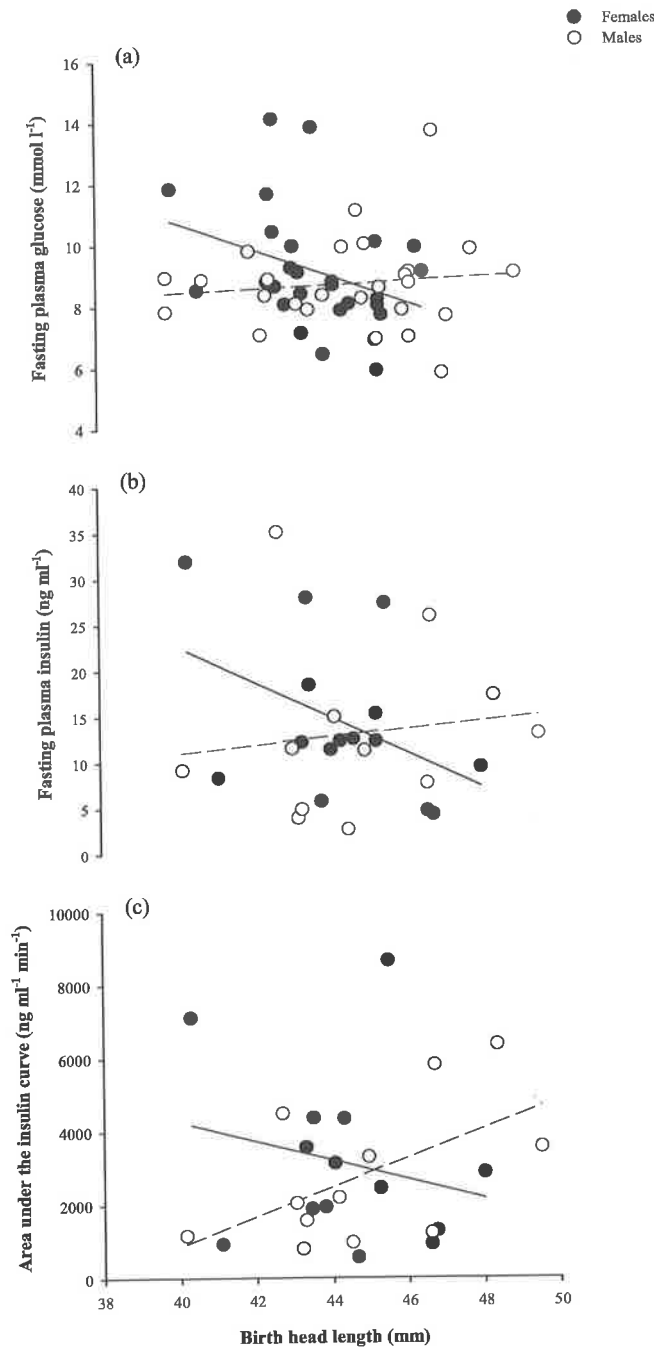 Females
Males
(a)
16
14
12
10
8
6
4
Fasting plasma glucose (mmol l⁻¹)
(b)
40
35
30
25
20
15
10
5
0
Fasting plasma insulin (ng ml⁻¹)
(c)
10000
8000
6000
4000
2000
0
Area under the insulin curve (ng ml⁻¹ min⁻¹)
38 40 42 44 46 48 50
Birth head length (mm)